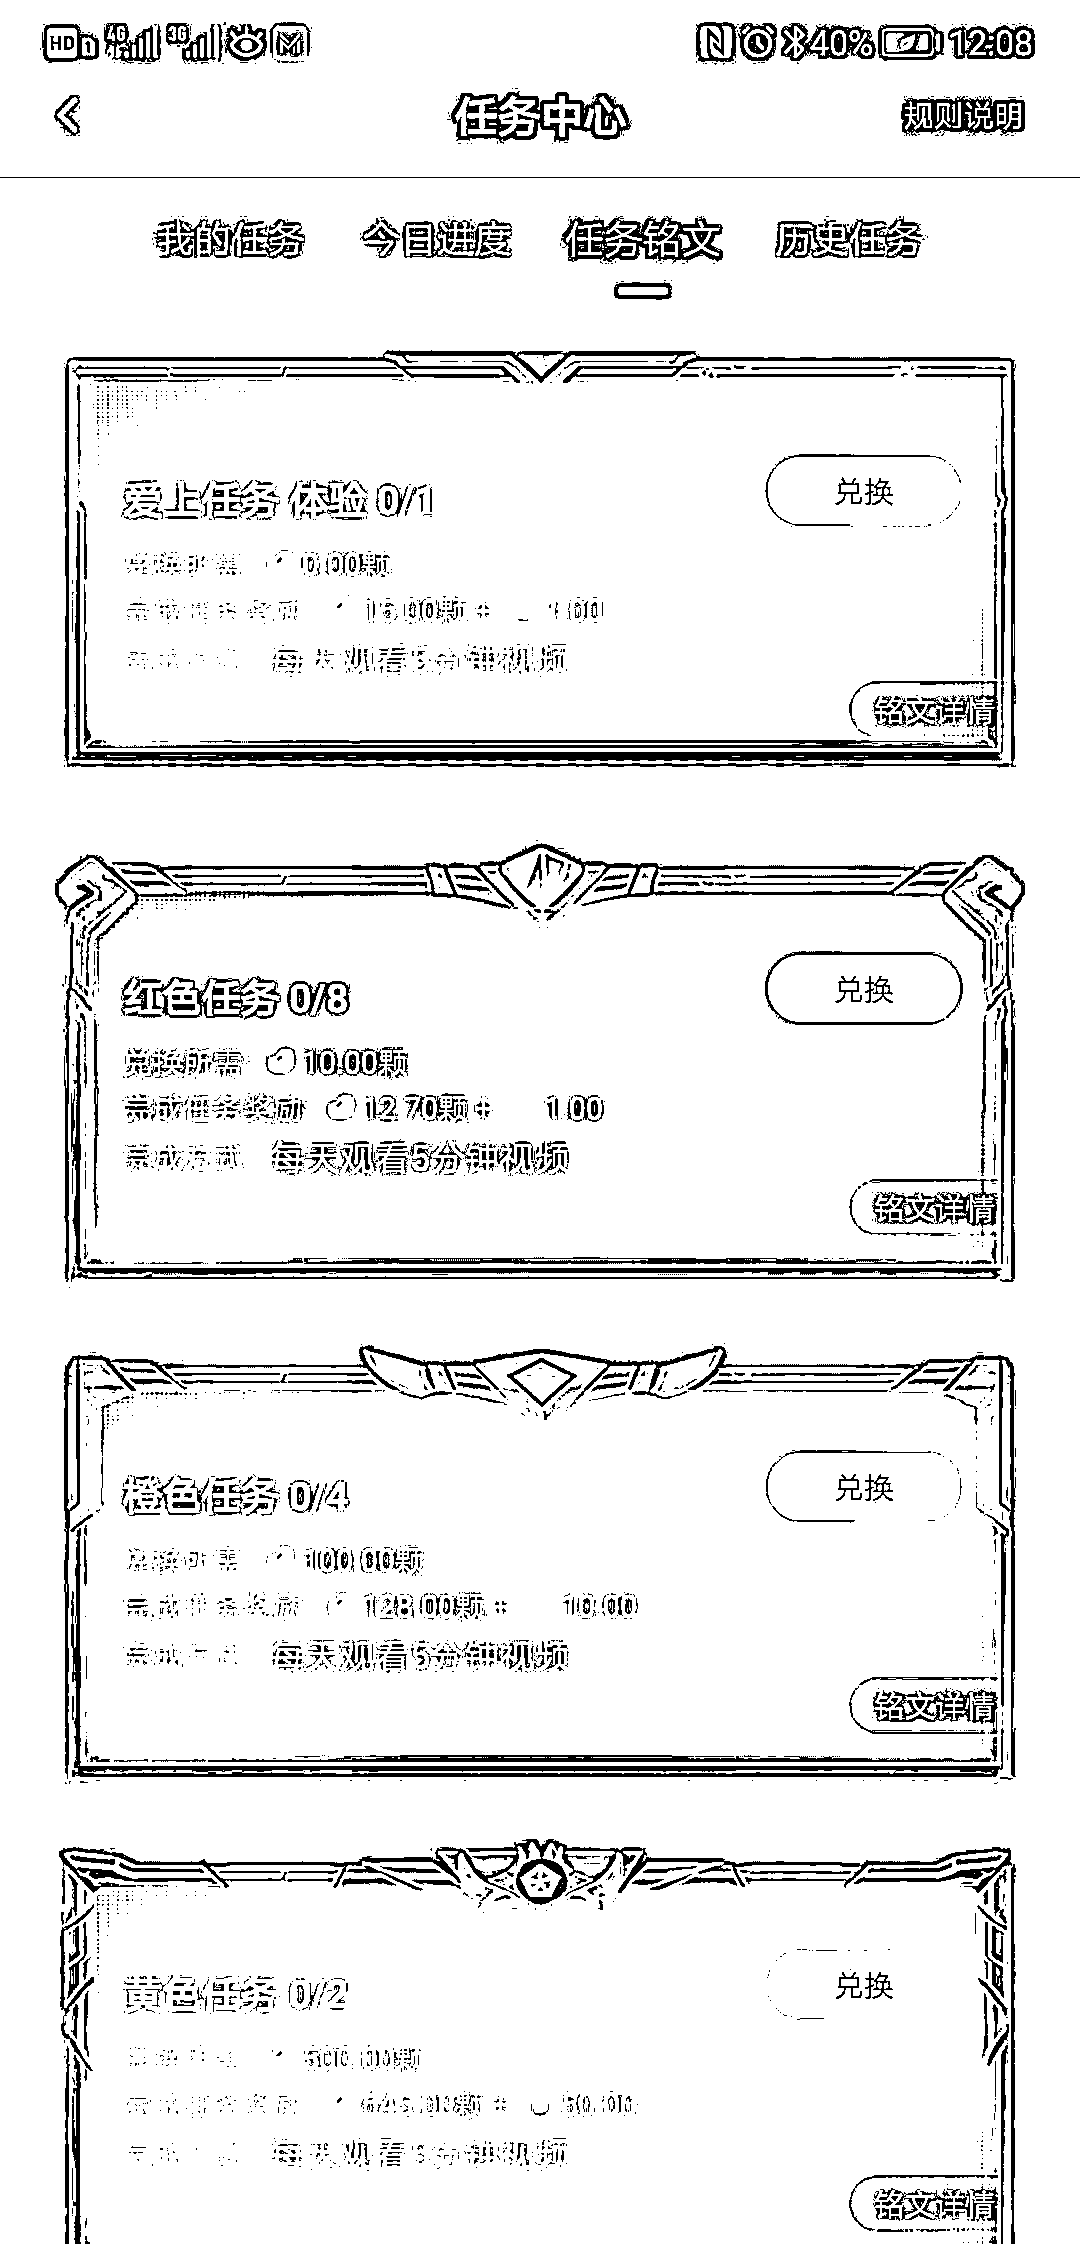 HD 1 4G 3G 40% 12:08
任务中心 规则说明
我的任务 今日进度 任务铭文 历史任务
爱上任务 体验 0/1 兑换
兑换所需 0.00颗
完成任务奖励 15.00颗 + 1.00
完成方式 每天观看5分钟视频
铭文详情
红色任务 0/8 兑换
兑换所需 10.00颗
完成任务奖励 12.70颗 + 1.00
完成方式 每天观看5分钟视频
铭文详情
橙色任务 0/4 兑换
兑换所需 100.00颗
完成任务奖励 128.00颗 + 10.00
完成方式 每天观看5分钟视频
铭文详情
黄色任务 0/2 兑换
兑换所需 500.00颗
完成任务奖励 + 50.00
完成方式 每天观看5分钟视频
铭文详情